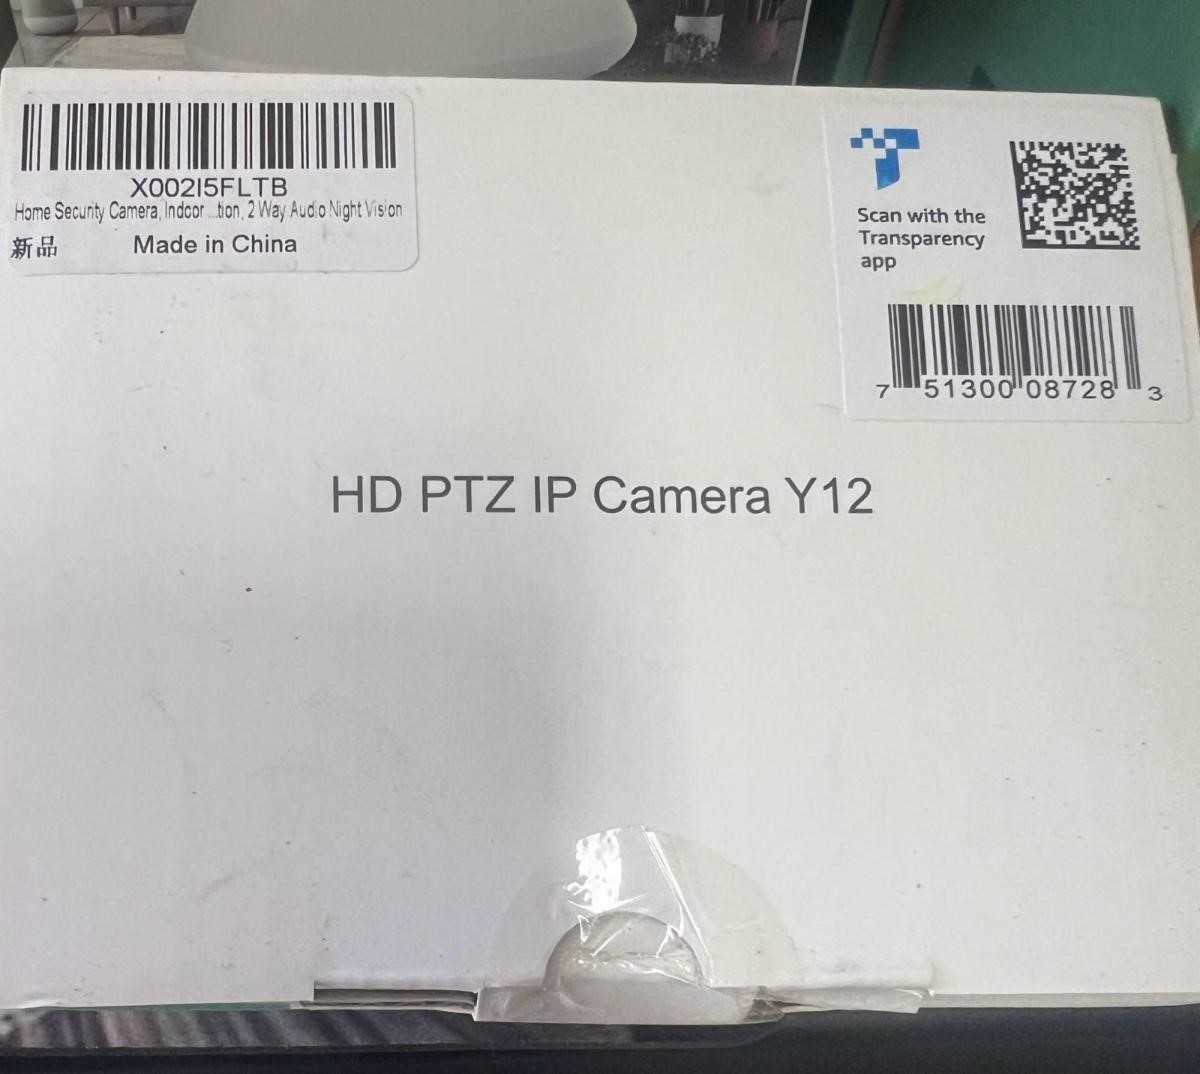 X002I5FLTB
Home Security Camera, Indoor ...tion, 2 Way Audio Night Vision
新品 Made in China
Scan with the
Transparency
app
7 51300 08728 3
HD PTZ IP Camera Y12